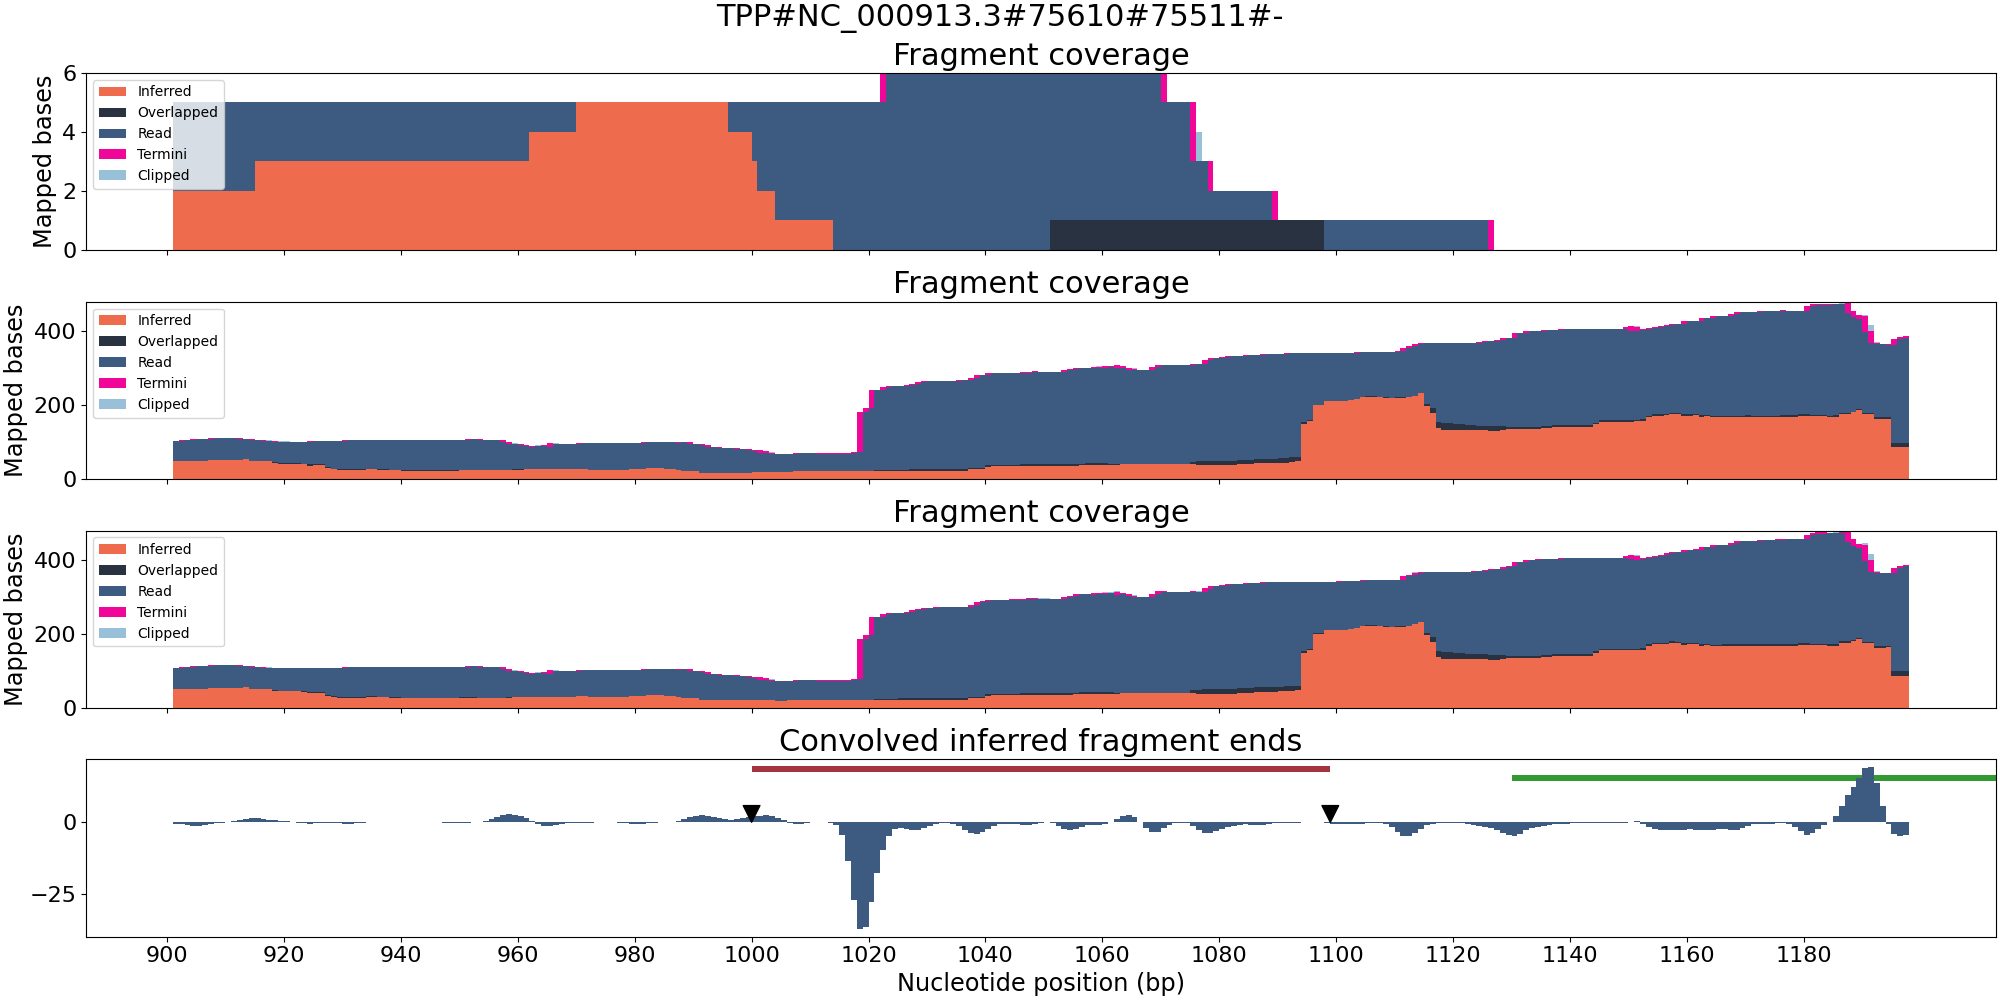 TPP#NC_000913.3#75610#75511#-
Fragment coverage
Mapped bases
6
4
2
0
Inferred
Overlapped
Read
Termini
Clipped
Fragment coverage
Mapped bases
400
200
0
Inferred
Overlapped
Read
Termini
Clipped
Fragment coverage
Mapped bases
400
200
0
Inferred
Overlapped
Read
Termini
Clipped
Convolved inferred fragment ends
0
−25
900 920 940 960 980 1000 1020 1040 1060 1080 1100 1120 1140 1160 1180
Nucleotide position (bp)